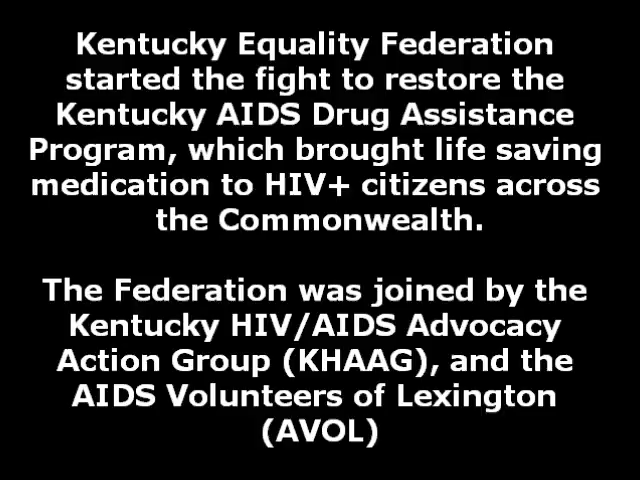 Kentucky Equality Federation
started the fight to restore the
Kentucky AIDS Drug Assistance
Program, which brought life saving
medication to HIV+ citizens across
the Commonwealth.
The Federation was joined by the
Kentucky HIV/AIDS Advocacy
Action Group (KHAAG), and the
AIDS Volunteers of Lexington
(AVOL)